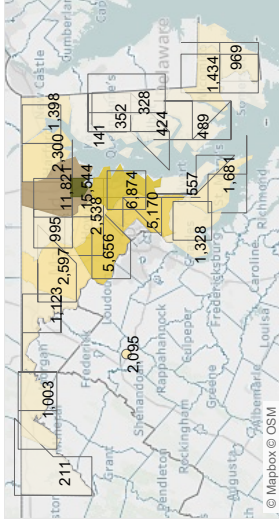 Cumberland
Castle
1,398
2,300
11,821
15,544
995
2,597
1,123
1,003
211
141
352
328
424
489
1,434
969
Delaware
2,538
6,874
5,656
5,170
557
1,881
1,328
2,095
Loudoun
Frederick
Shenandoah
Rappahannock
Culpeper
Fredericksburg
Caroline
Richmond
Grant
Pendleton
Rockingham
Greene
Louisa
Augusta
Albemarle
© Mapbox © OSM